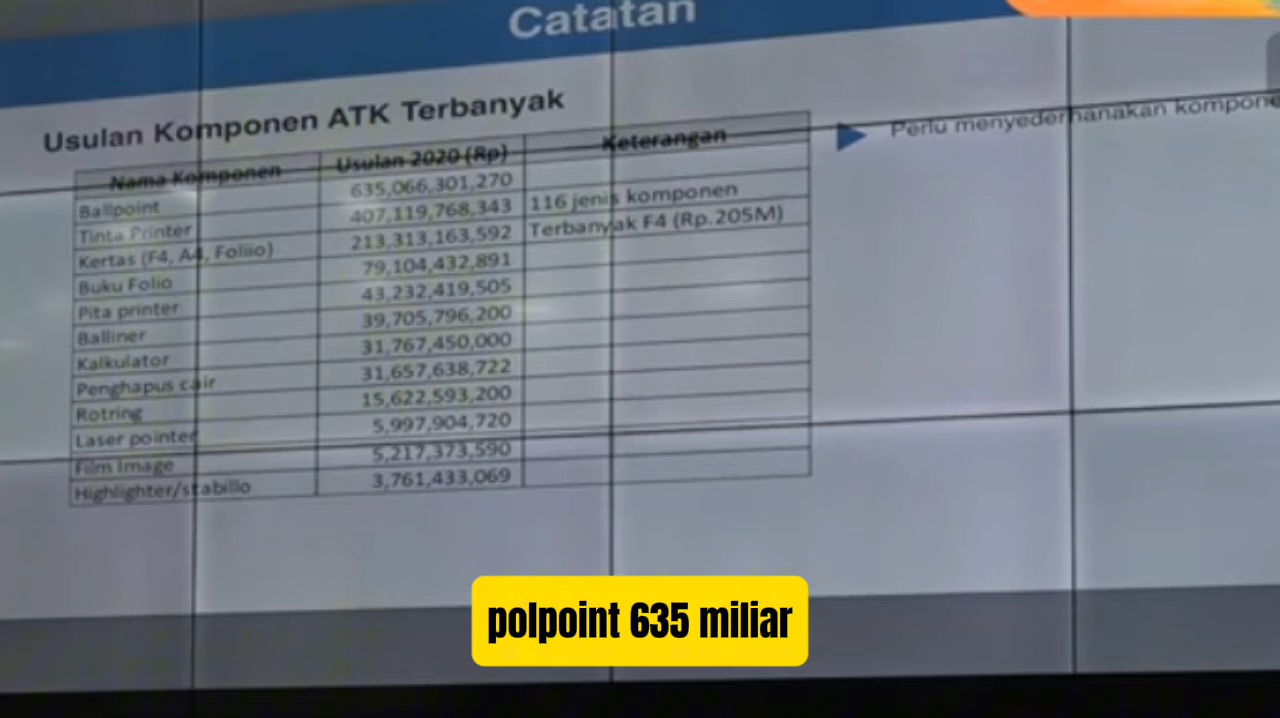 Catatan
Usulan Komponen ATK Terbanyak
Nama Komponen Usulan 2020 (Rp) Keterangan
Ballpoint 635,066,301,270
Tinta Printer 407,119,768,343 116 jenis komponen
Kertas (F4, A4, Foliio) 213,313,163,592 Terbanyak F4 (Rp.205M)
Buku Folio 79,104,432,891
Pita printer 43,232,419,505
Balliner 39,705,796,200
Kalkulator 31,767,450,000
Penghapus cair 31,657,638,722
Rotring 15,622,593,200
Laser pointer 5,997,904,720
Film Image 5,217,373,590
Highlighter/stabillo 3,761,433,069
Perlu menyederhanakan kompone
polpoint 635 miliar